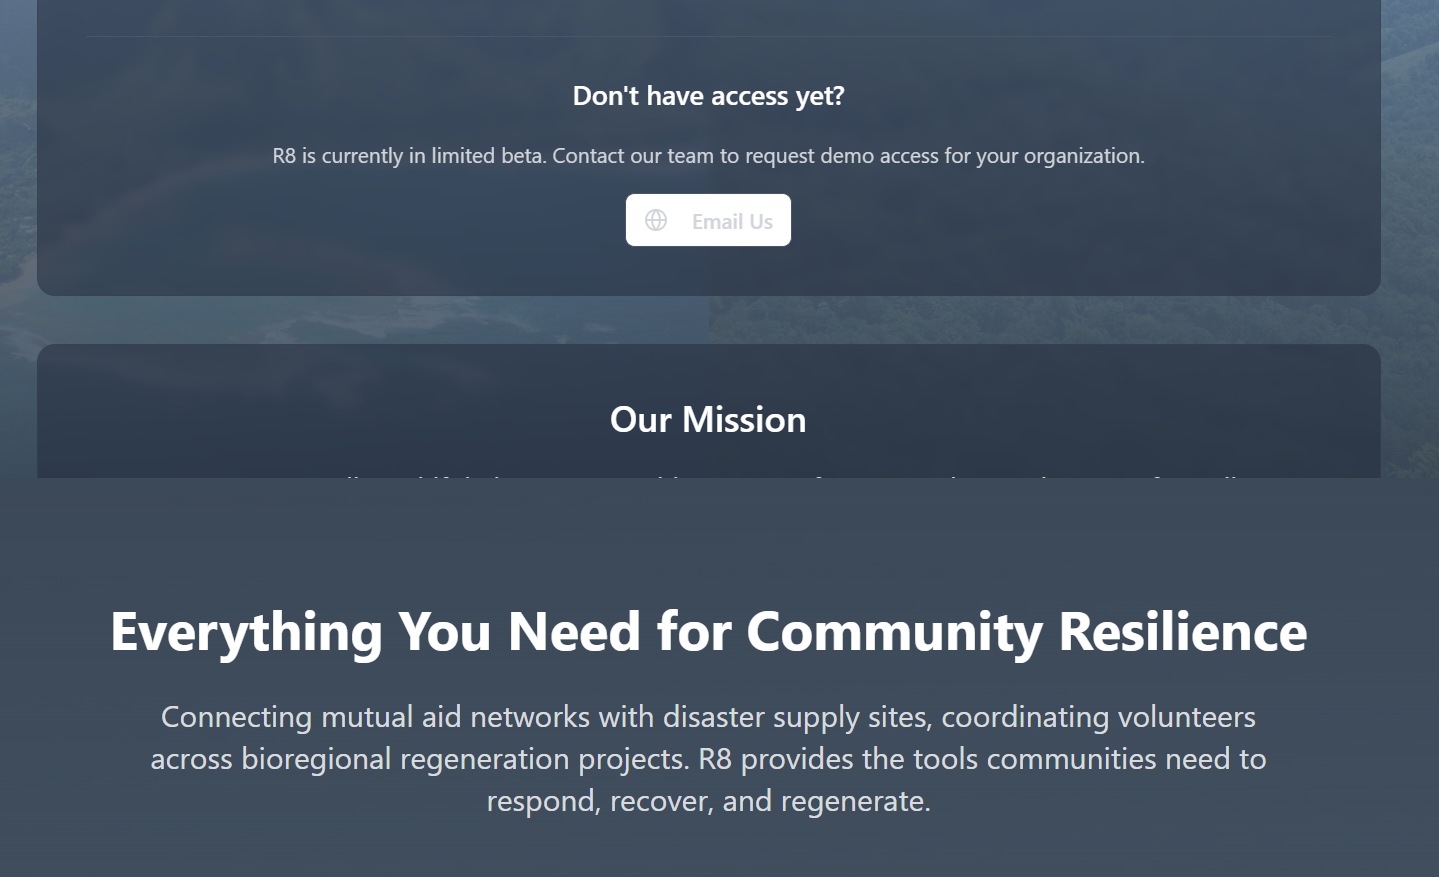 Don't have access yet?
R8 is currently in limited beta. Contact our team to request demo access for your organization.
Email Us
Our Mission
Everything You Need for Community Resilience
Connecting mutual aid networks with disaster supply sites, coordinating volunteers
across bioregional regeneration projects. R8 provides the tools communities need to
respond, recover, and regenerate.